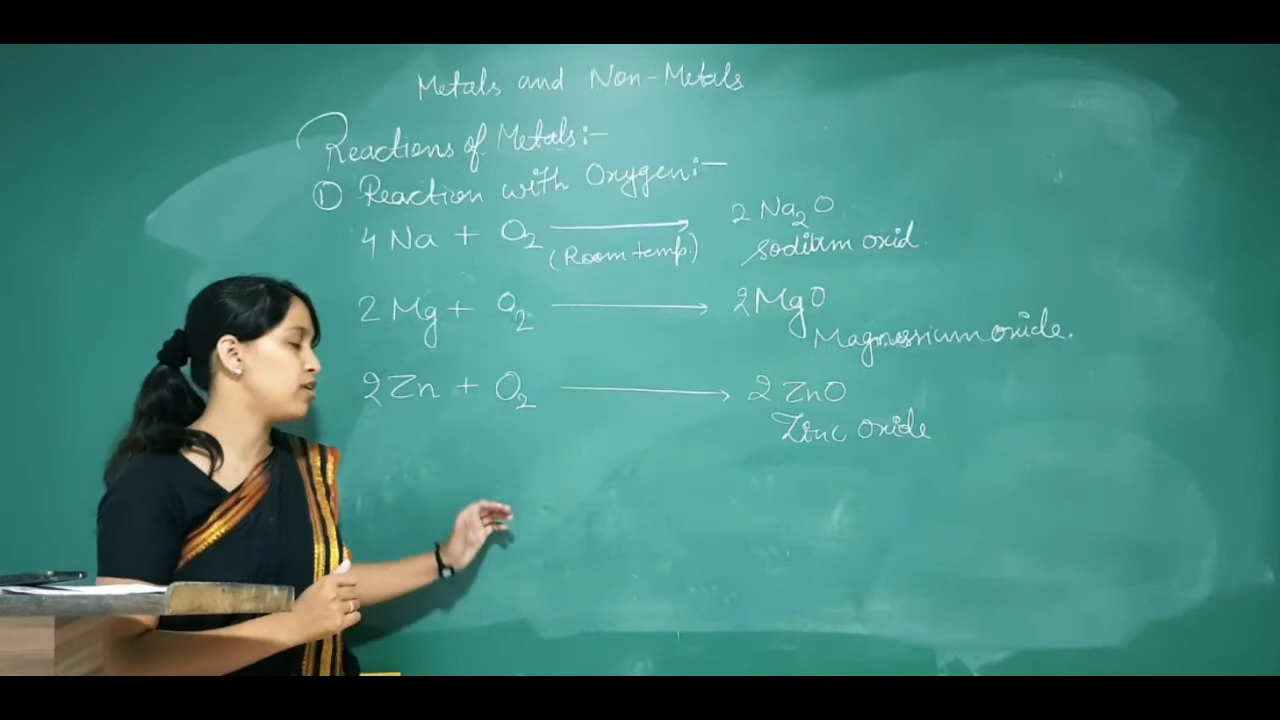 Metals and Non-Metals
Reactions of Metals:-
① Reaction with Oxygen:-
4 Na + O2 → 2 Na2O
(Room temp.) sodium oxid.
2 Mg + O2 → 2MgO
Magnessium oxide.
2 Zn + O2 → 2 ZnO
Zinc oxide